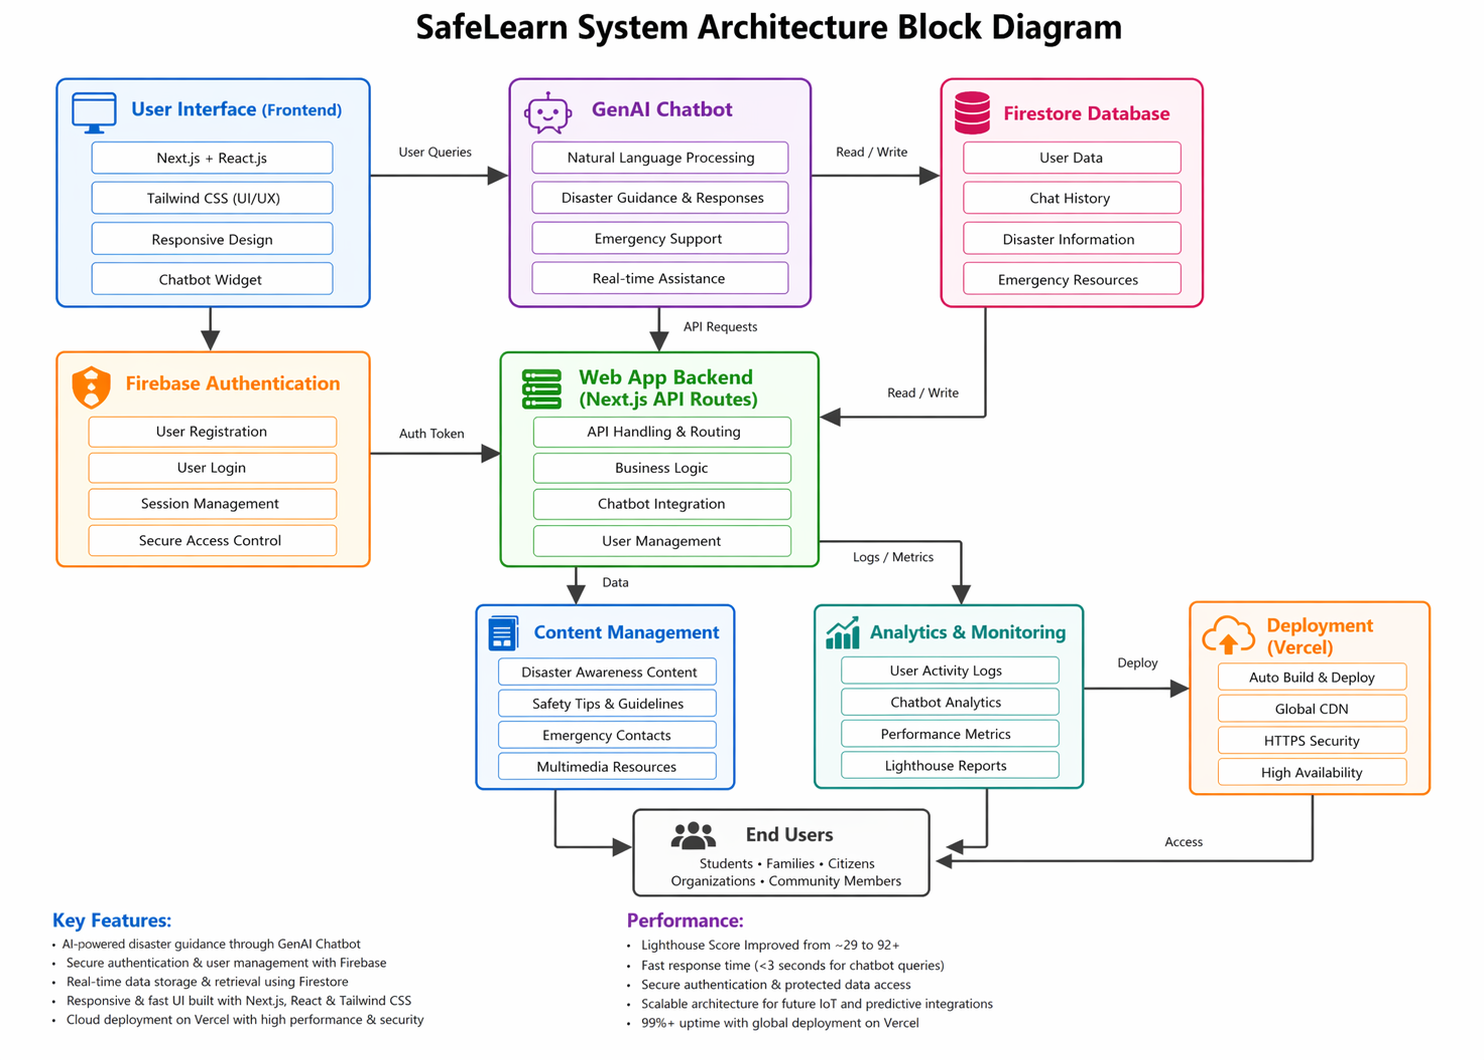 SafeLearn System Architecture Block Diagram
User Interface (Frontend)
Next.js + React.js
Tailwind CSS (UI/UX)
Responsive Design
Chatbot Widget
User Queries
GenAI Chatbot
Natural Language Processing
Disaster Guidance & Responses
Emergency Support
Real-time Assistance
Read / Write
Firestore Database
User Data
Chat History
Disaster Information
Emergency Resources
API Requests
Firebase Authentication
User Registration
User Login
Session Management
Secure Access Control
Auth Token
Web App Backend
(Next.js API Routes)
API Handling & Routing
Business Logic
Chatbot Integration
User Management
Read / Write
Logs / Metrics
Data
Content Management
Disaster Awareness Content
Safety Tips & Guidelines
Emergency Contacts
Multimedia Resources
Analytics & Monitoring
User Activity Logs
Chatbot Analytics
Performance Metrics
Lighthouse Reports
Deploy
Deployment
(Vercel)
Auto Build & Deploy
Global CDN
HTTPS Security
High Availability
Access
End Users
Students • Families • Citizens
Organizations • Community Members
Key Features:
• AI-powered disaster guidance through GenAI Chatbot
• Secure authentication & user management with Firebase
• Real-time data storage & retrieval using Firestore
• Responsive & fast UI built with Next.js, React & Tailwind CSS
• Cloud deployment on Vercel with high performance & security
Performance:
• Lighthouse Score Improved from ~29 to 92+
• Fast response time (<3 seconds for chatbot queries)
• Secure authentication & protected data access
• Scalable architecture for future IoT and predictive integrations
• 99%+ uptime with global deployment on Vercel